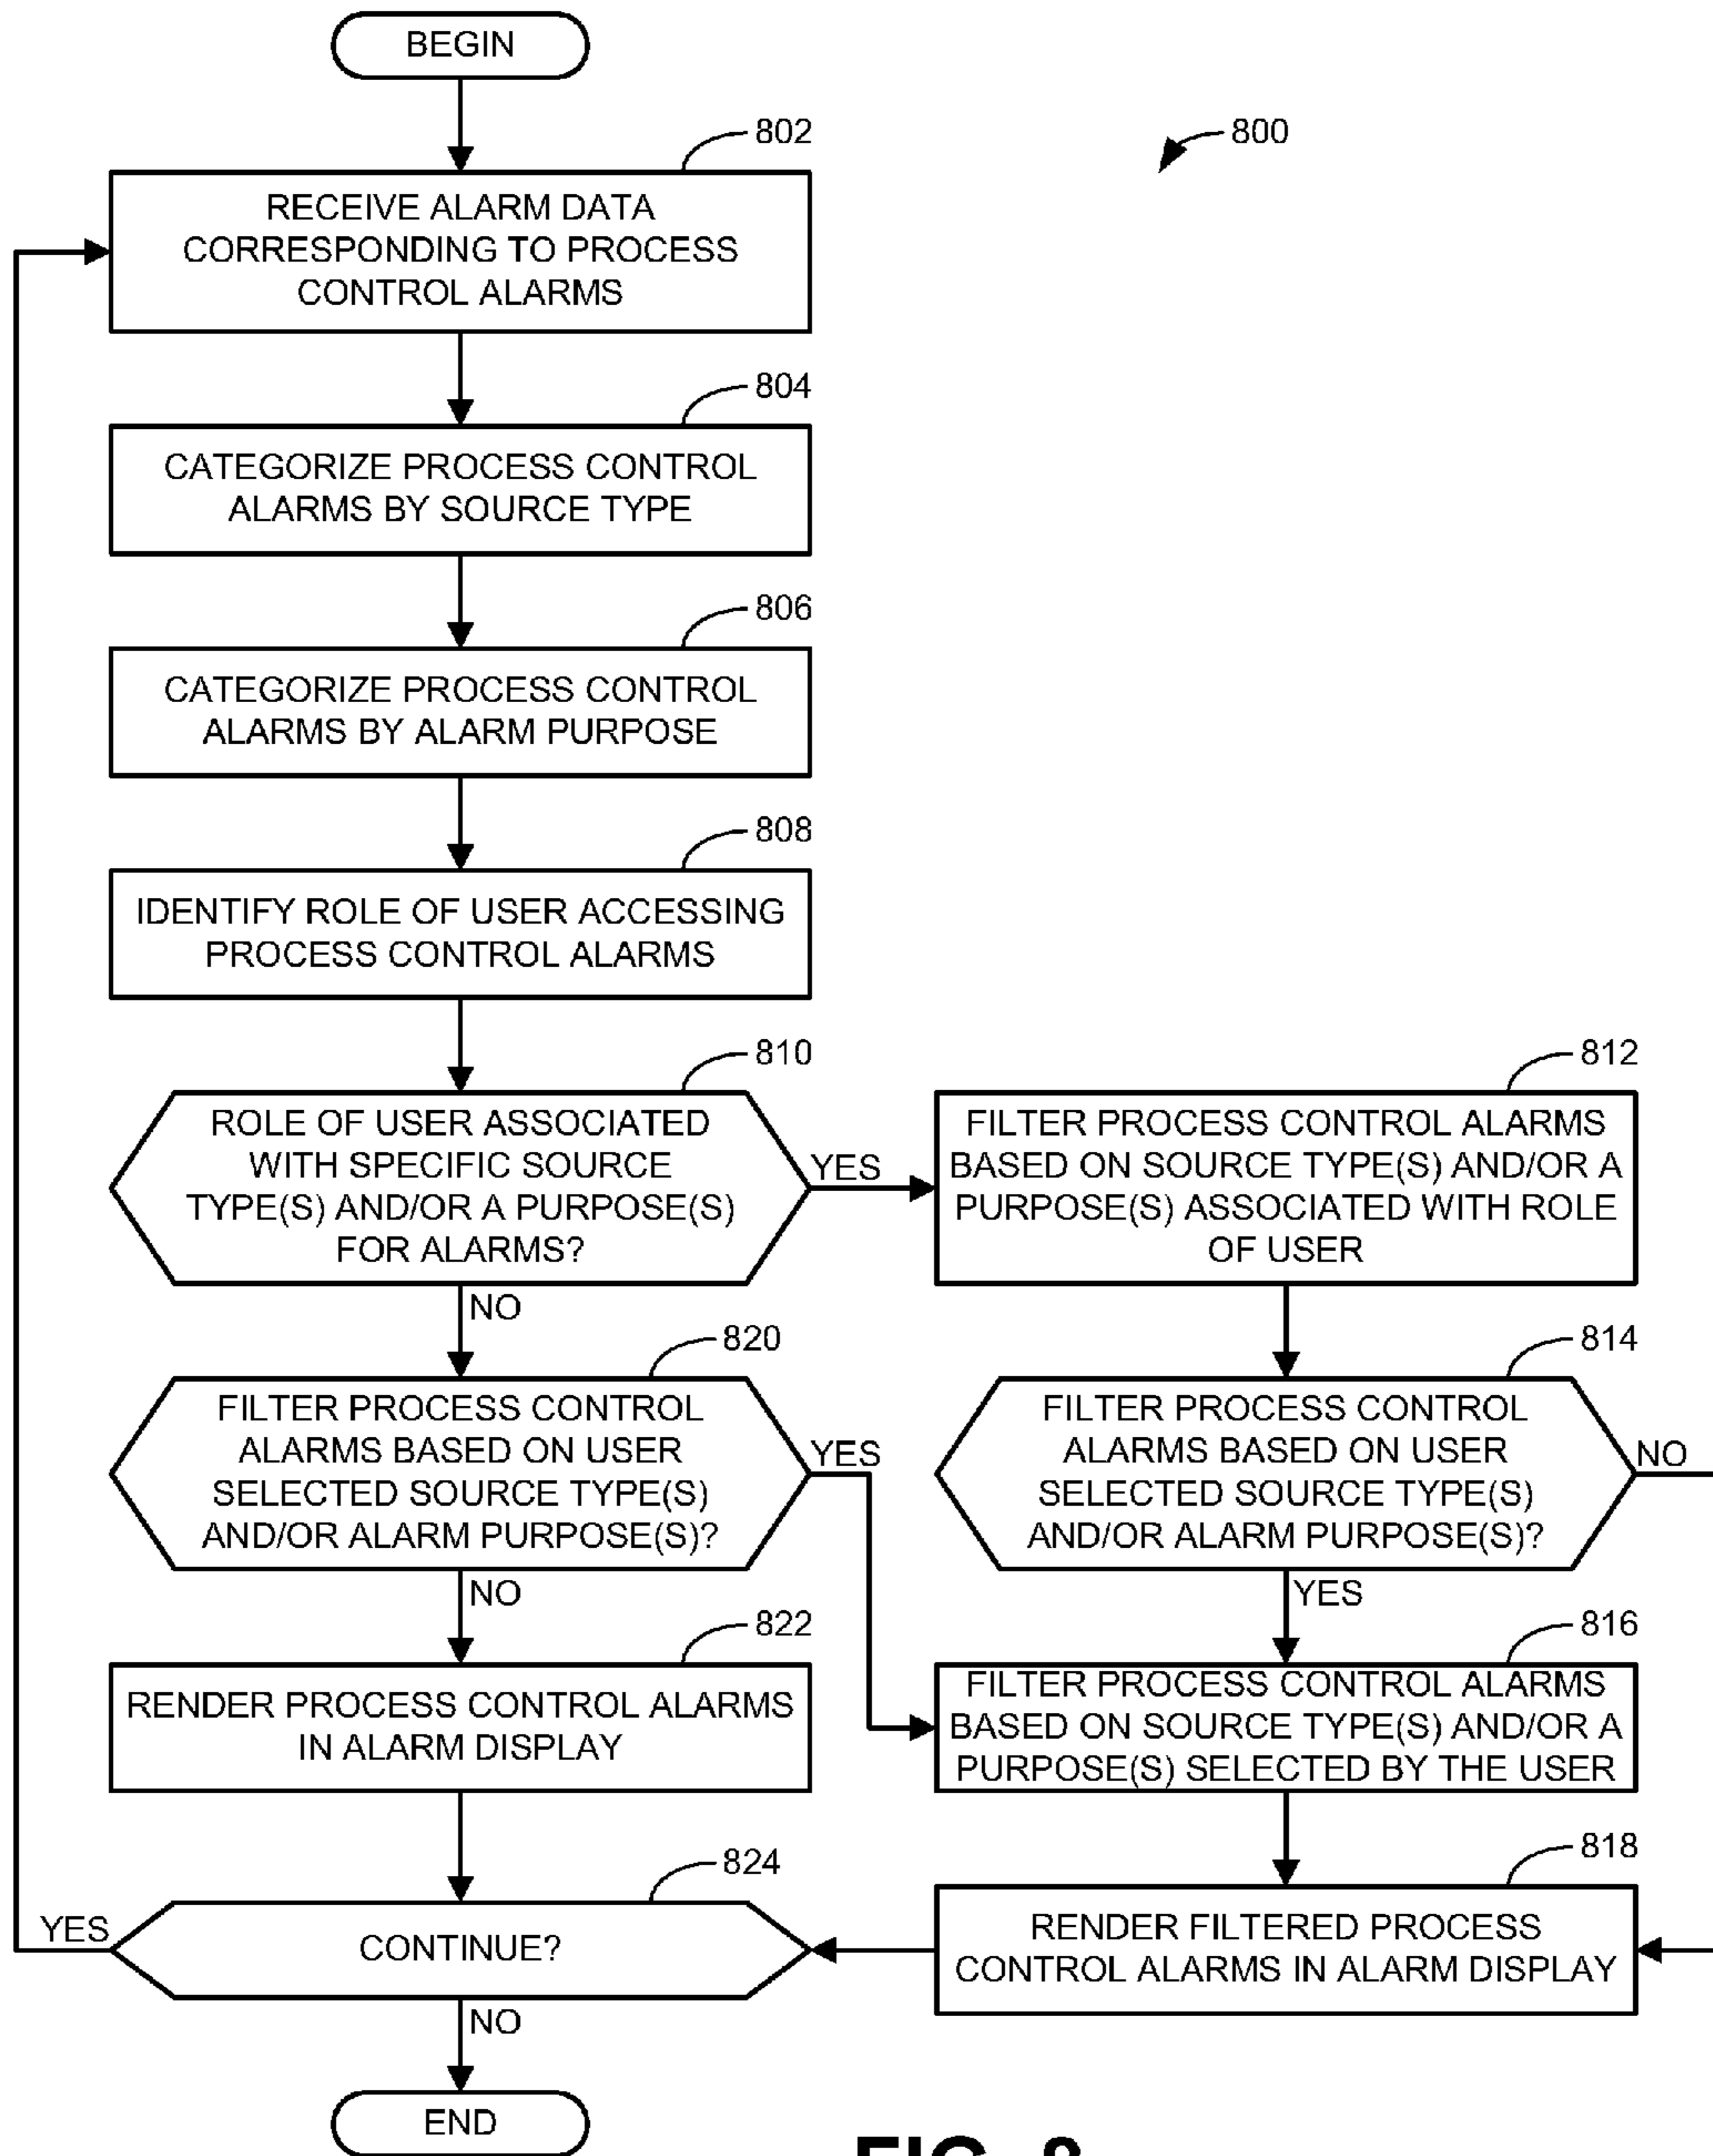 BEGIN
800
802
RECEIVE ALARM DATA
CORRESPONDING TO PROCESS
CONTROL ALARMS
804
CATEGORIZE PROCESS CONTROL
ALARMS BY SOURCE TYPE
806
CATEGORIZE PROCESS CONTROL
ALARMS BY ALARM PURPOSE
808
IDENTIFY ROLE OF USER ACCESSING
PROCESS CONTROL ALARMS
810
ROLE OF USER ASSOCIATED
WITH SPECIFIC SOURCE
TYPE(S) AND/OR A PURPOSE(S)
FOR ALARMS?
YES
NO
812
FILTER PROCESS CONTROL ALARMS
BASED ON SOURCE TYPE(S) AND/OR A
PURPOSE(S) ASSOCIATED WITH ROLE
OF USER
820
FILTER PROCESS CONTROL
ALARMS BASED ON USER
SELECTED SOURCE TYPE(S)
AND/OR ALARM PURPOSE(S)?
YES
NO
814
FILTER PROCESS CONTROL
ALARMS BASED ON USER
SELECTED SOURCE TYPE(S)
AND/OR ALARM PURPOSE(S)?
NO
YES
822
RENDER PROCESS CONTROL ALARMS
IN ALARM DISPLAY
816
FILTER PROCESS CONTROL ALARMS
BASED ON SOURCE TYPE(S) AND/OR A
PURPOSE(S) SELECTED BY THE USER
824
CONTINUE?
YES
NO
818
RENDER FILTERED PROCESS
CONTROL ALARMS IN ALARM DISPLAY
END
FIG. 8